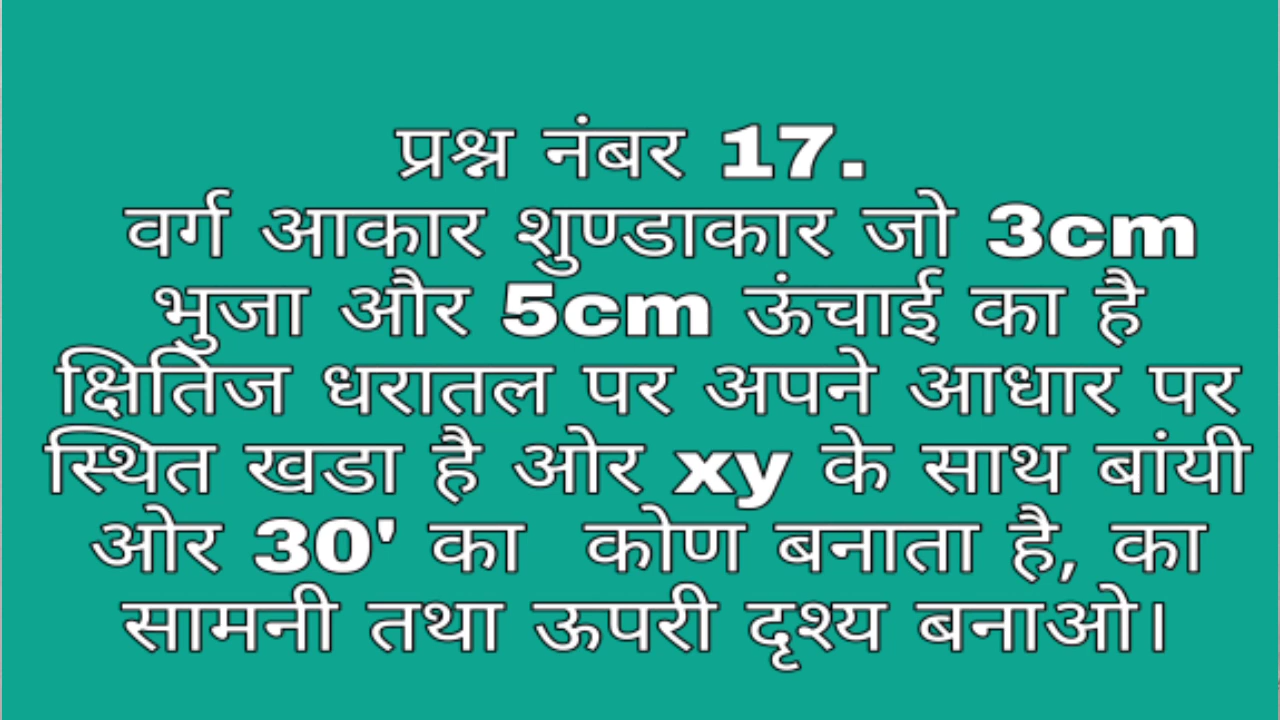 प्रश्न नंबर 17.
वर्ग आकार शुण्डाकार जो 3cm
भुजा और 5cm ऊंचाई का है
क्षितिज धरातल पर अपने आधार पर
स्थित खडा है ओर xy के साथ बांयी
ओर 30' का कोण बनाता है, का
सामनी तथा ऊपरी दृश्य बनाओ।